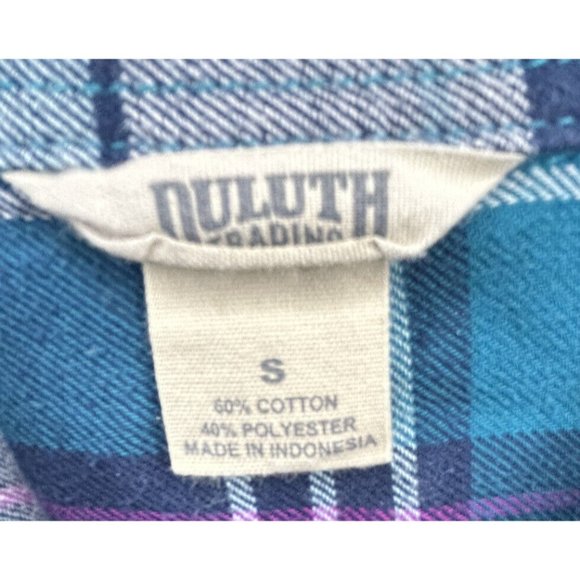 DULUTH
TRADING
S
60% COTTON
40% POLYESTER
MADE IN INDONESIA